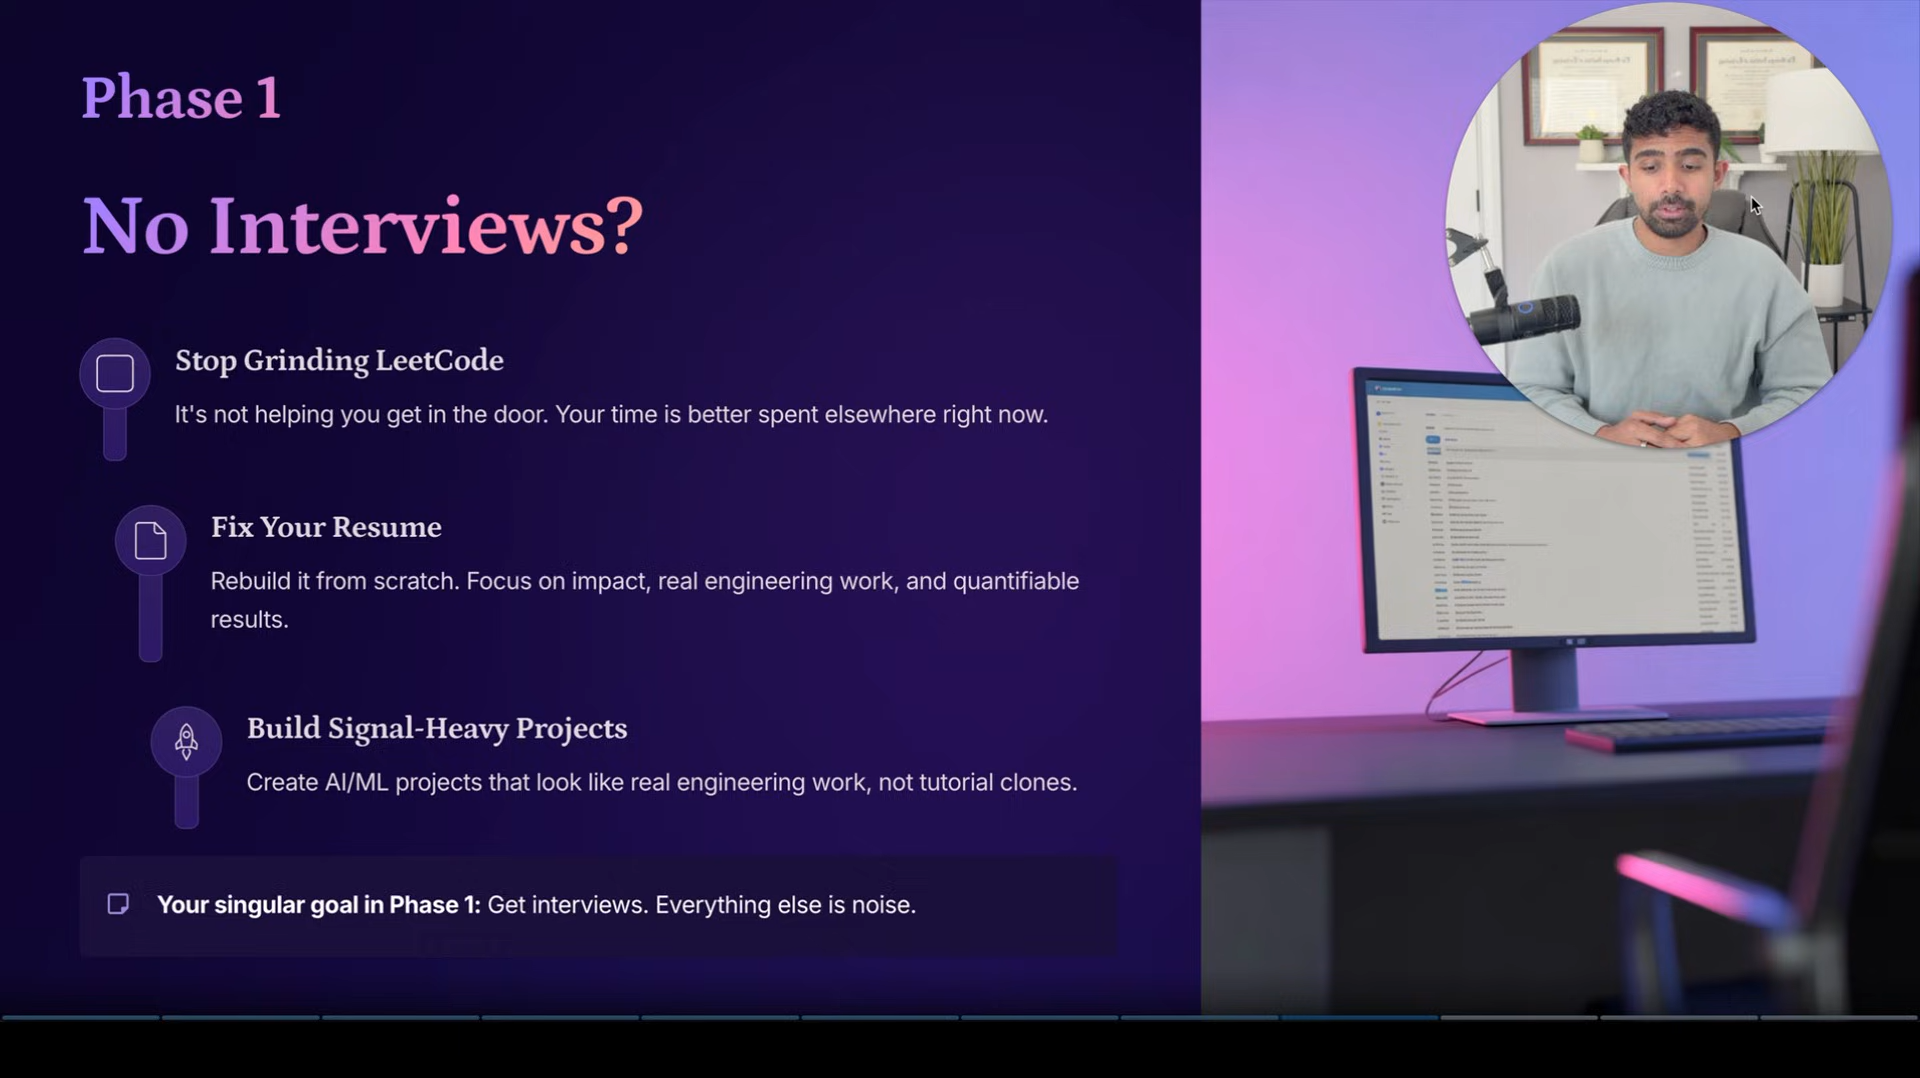 Phase 1
No Interviews?
Stop Grinding LeetCode
It's not helping you get in the door. Your time is better spent elsewhere right now.
Fix Your Resume
Rebuild it from scratch. Focus on impact, real engineering work, and quantifiable
results.
Build Signal-Heavy Projects
Create AI/ML projects that look like real engineering work, not tutorial clones.
Your singular goal in Phase 1: Get interviews. Everything else is noise.